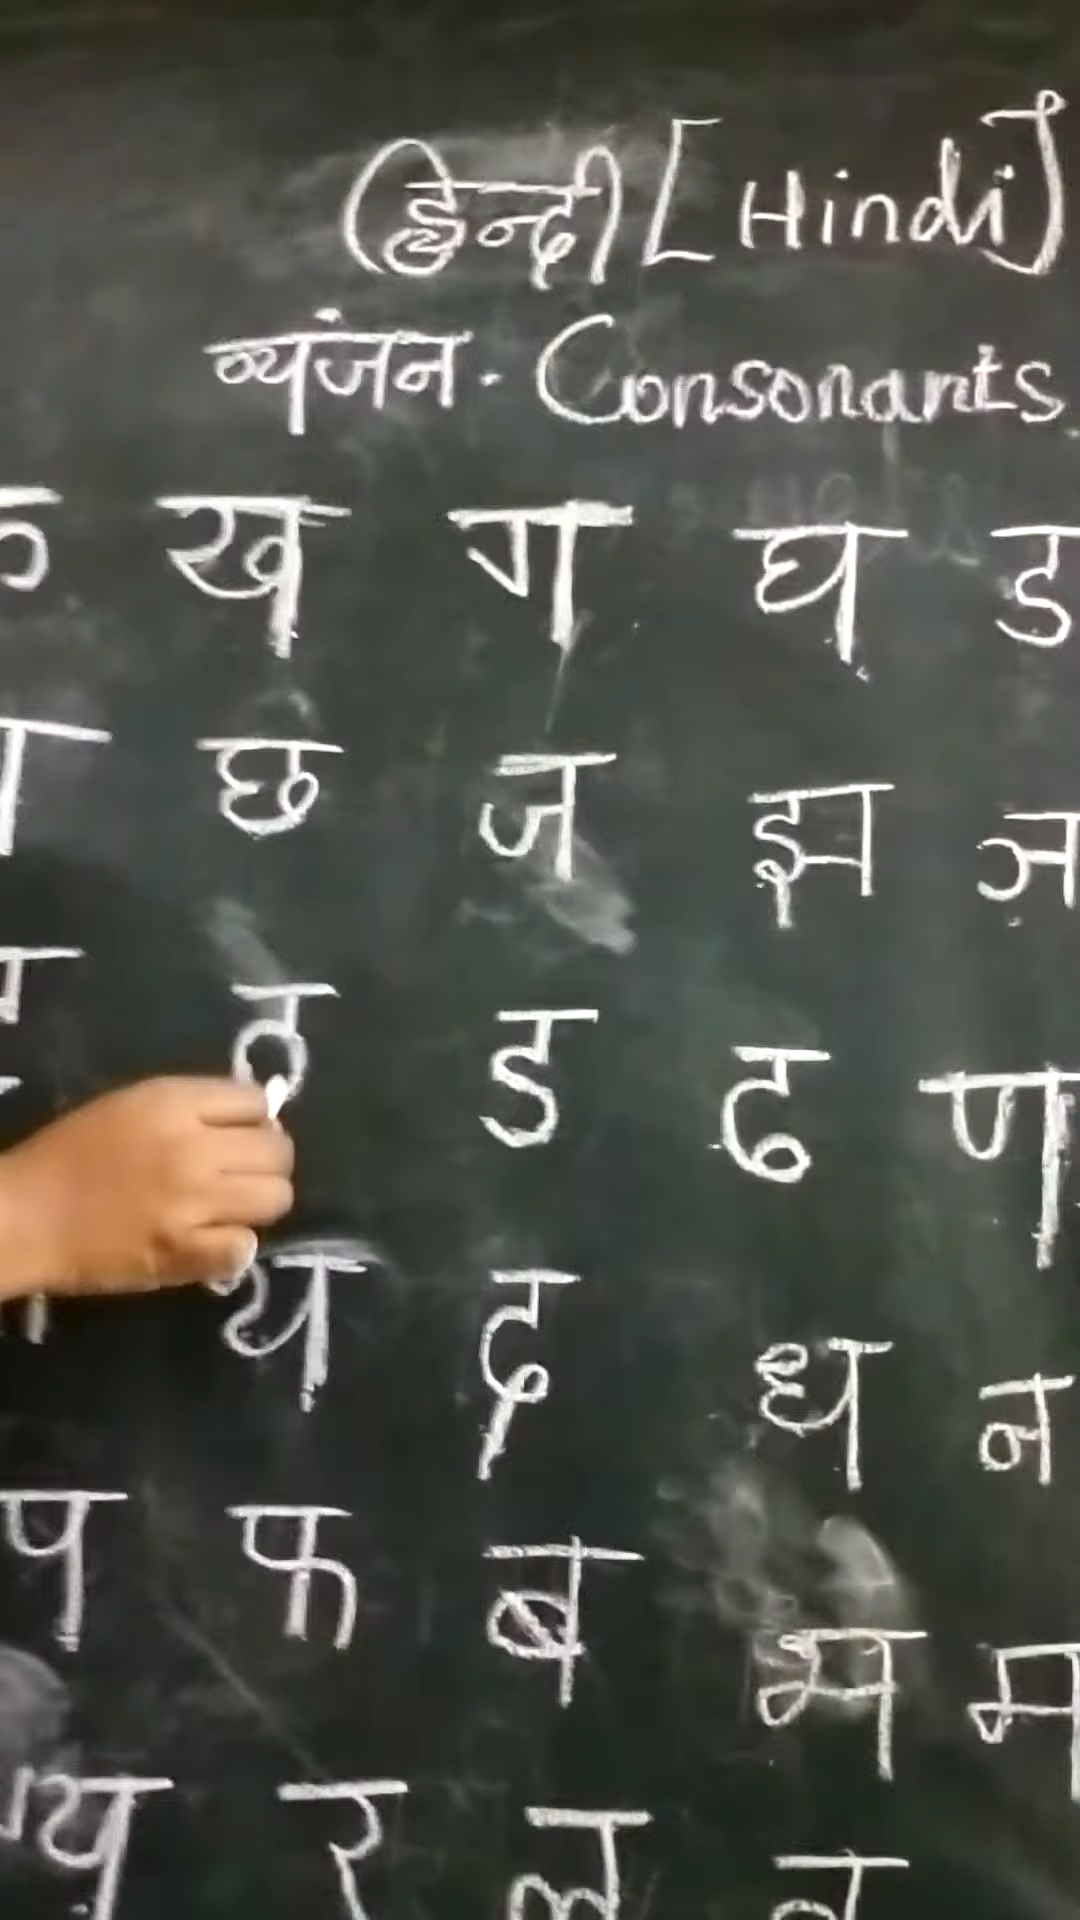 (हिन्दी) [Hindi]
व्यंजन - Consonants
क ख ग घ ड
छ ज झ ञ
ठ ड ढ ण
थ द ध न
प फ ब भ म
य र ल व